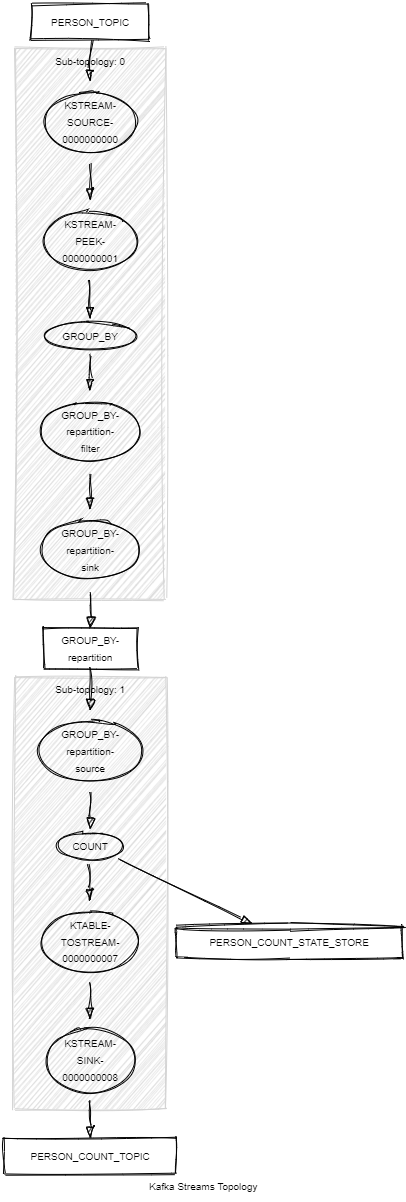 PERSON_TOPIC
Sub-topology: 0
KSTREAM-
SOURCE-
0000000000
KSTREAM-
PEEK-
0000000001
GROUP_BY
GROUP_BY-
repartition-
filter
GROUP_BY-
repartition-
sink
GROUP_BY-
repartition
Sub-topology: 1
GROUP_BY-
repartition-
source
COUNT
KTABLE-
TOSTREAM-
0000000007
PERSON_COUNT_STATE_STORE
KSTREAM-
SINK-
0000000008
PERSON_COUNT_TOPIC
Kafka Streams Topology